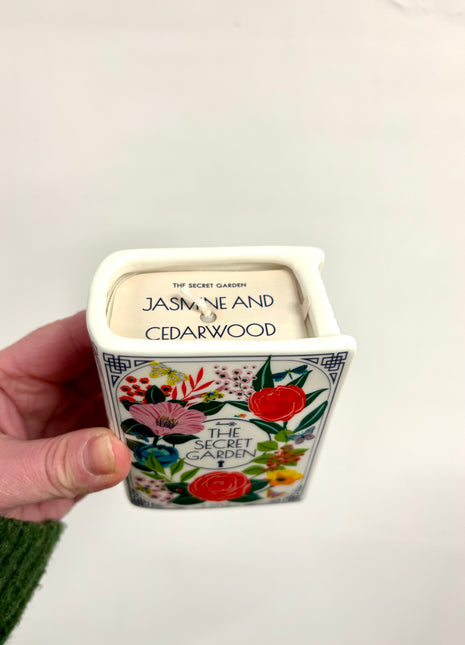 THE SECRET GARDEN
JASMINE AND
CEDARWOOD
THE
SECRET
GARDEN